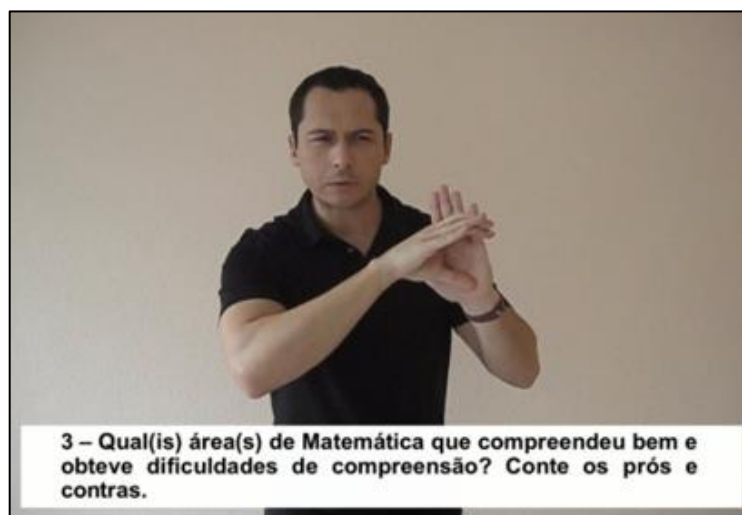 3 – Qual(is) área(s) de Matemática que compreendeu bem e
obteve dificuldades de compreensão? Conte os prós e
contras.